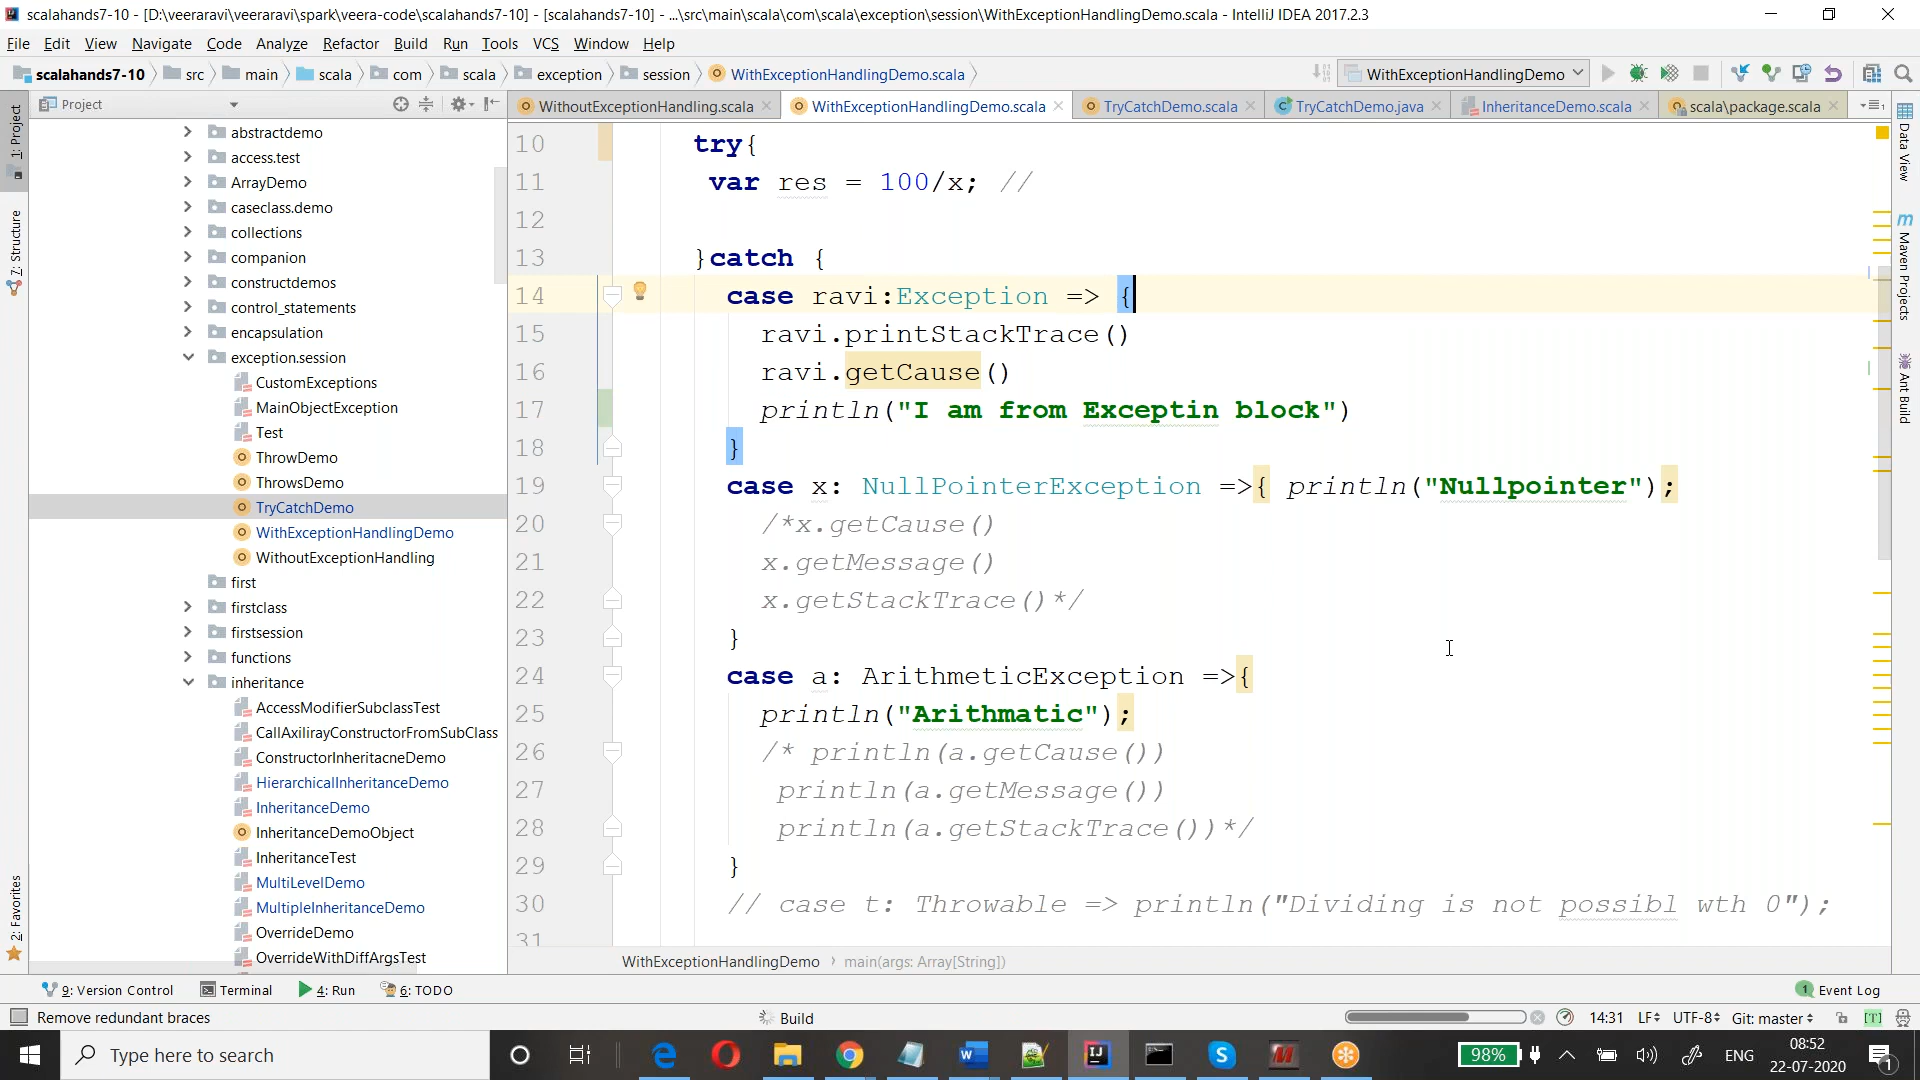 scalahands7-10 - [D:\veeraravi\veeraravi\spark\veera-code\scalahands7-10] - [scalahands7-10] - ...\src\main\scala\com\scala\exception\session\WithExceptionHandlingDemo.scala - IntelliJ IDEA 2017.2.3
File Edit View Navigate Code Analyze Refactor Build Run Tools VCS Window Help
scalahands7-10 src main scala com scala exception session WithExceptionHandlingDemo.scala WithExceptionHandlingDemo
Project WithoutExceptionHandling.scala WithExceptionHandlingDemo.scala TryCatchDemo.scala TryCatchDemo.java InheritanceDemo.scala scala\package.scala
1: Project
7: Structure
2: Favorites
abstractdemo
access.test
ArrayDemo
caseclass.demo
collections
companion
constructdemos
control_statements
encapsulation
exception.session
CustomExceptions
MainObjectException
Test
ThrowDemo
ThrowsDemo
TryCatchDemo
WithExceptionHandlingDemo
WithoutExceptionHandling
first
firstclass
firstsession
functions
inheritance
AccessModifierSubclassTest
CallAxilirayConstructorFromSubClass
ConstructorInheritacneDemo
HierarchicalInheritanceDemo
InheritanceDemo
InheritanceDemoObject
InheritanceTest
MultiLevelDemo
MultipleInheritanceDemo
OverrideDemo
OverrideWithDiffArgsTest
10 try{
11 var res = 100/x; //
12
13 }catch {
14 case ravi:Exception => {
15 ravi.printStackTrace()
16 ravi.getCause()
17 println("I am from Exceptin block")
18 }
19 case x: NullPointerException =>{ println("Nullpointer");
20 /*x.getCause()
21 x.getMessage()
22 x.getStackTrace()*/
23 }
24 case a: ArithmeticException =>{
25 println("Arithmatic");
26 /* println(a.getCause())
27 println(a.getMessage())
28 println(a.getStackTrace())*/
29 }
30 // case t: Throwable => println("Dividing is not possibl wth 0");
31
Data View
Maven Projects
Ant Build
WithExceptionHandlingDemo main(args: Array[String])
9: Version Control Terminal 4: Run 6: TODO 1 Event Log
Remove redundant braces Build 14:31 LF UTF-8 Git: master [T]
Type here to search 98% ENG 08:52
22-07-2020 1